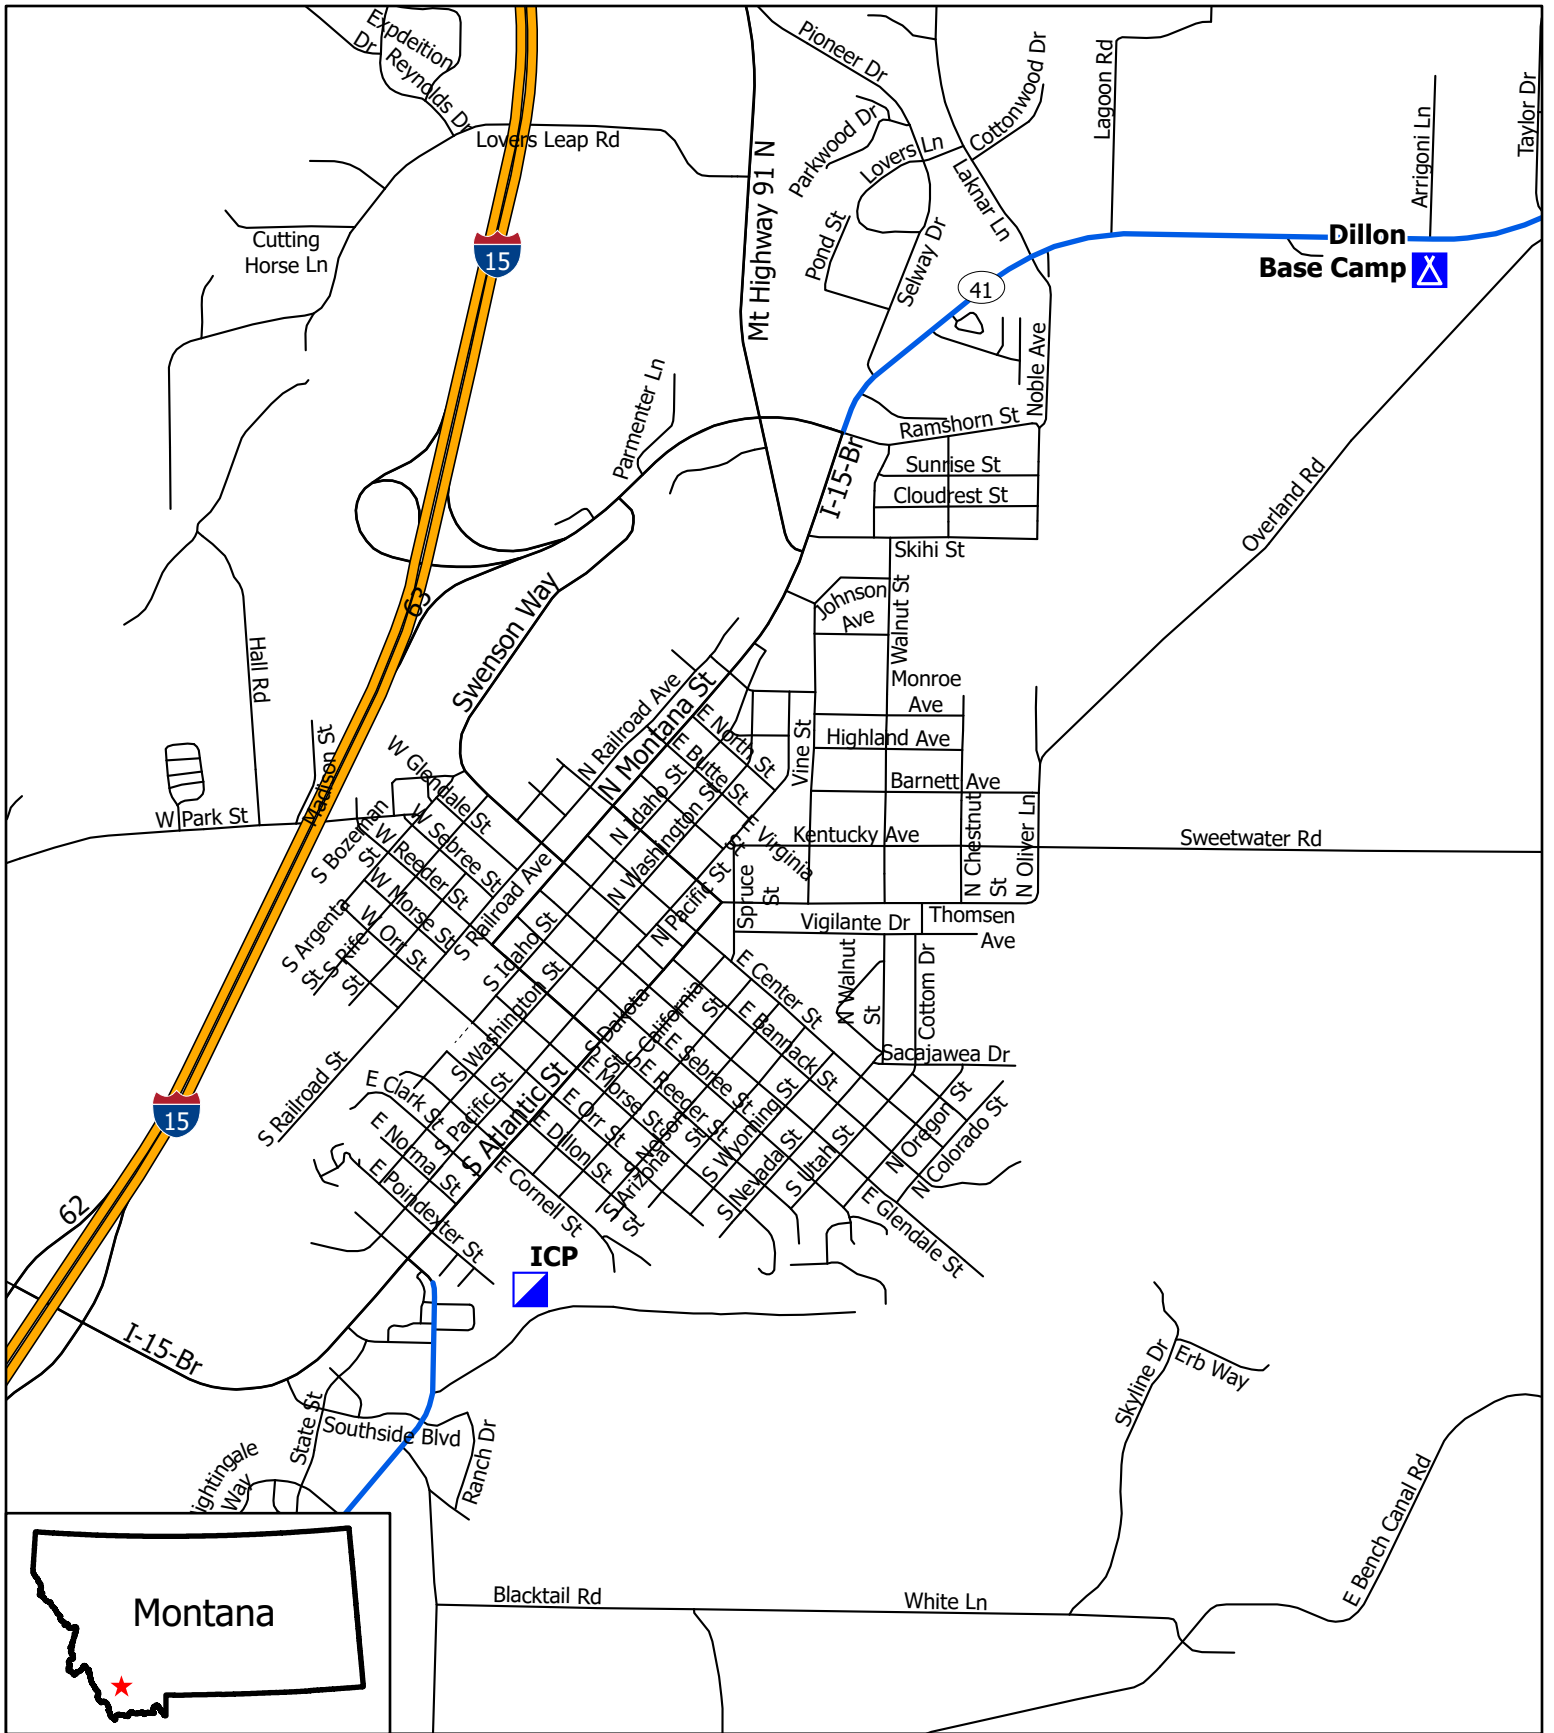 Expdeition
Dr
Reynolds Dr
Lovers Leap Rd
Cutting
Horse Ln
15
Mt Highway 91 N
Pioneer Dr
Parkwood Dr
Lovers Ln
Cottonwood Dr
Laknar Ln
Pond St
Selway Dr
41
Lagoon Rd
Arrigoni Ln
Taylor Dr
Dillon
Base Camp
Noble Ave
Parmenter Ln
I-15-Br
Ramshorn St
Sunrise St
Cloudrest St
Skihi St
Overland Rd
63
Swenson Way
Johnson
Ave
Walnut St
Monroe
Ave
Highland Ave
Barnett Ave
Vine St
Hall Rd
Madison St
W Park St
N Railroad Ave
N Montana St
E North St
E Butte St
N Idaho St
N Washington St
E Virginia
St
Kentucky Ave
N Chestnut
St
N Oliver Ln
Sweetwater Rd
W Glendale St
W Sebree St
W Reeder St
W Morse St
W Orr St
S Bozeman
St
S Argenta
St
S Rife
St
S Railroad Ave
S Idaho St
S Washington St
N Pacific St
Spruce
St
Vigilante Dr
Thomsen
Ave
N Walnut
St
Cottom Dr
Sacajawea Dr
E Center St
E Bannack St
S Dakota
St
S California
St
E Sebree St
E Reeder St
E Morse St
E Orr St
E Dillon St
S Railroad St
E Clark St
S Pacific St
S Atlantic St
E Norma St
E Poindexter St
E Cornell St
S Nelson
St
S Arizona
St
S Wyoming St
S Nevada St
S Utah St
N Oregon St
N Colorado St
E Glendale St
15
62
ICP
I-15-Br
State St
Southside Blvd
Ranch Dr
ightingale
Way
Skyline Dr
Erb Way
E Bench Canal Rd
Blacktail Rd
White Ln
Montana